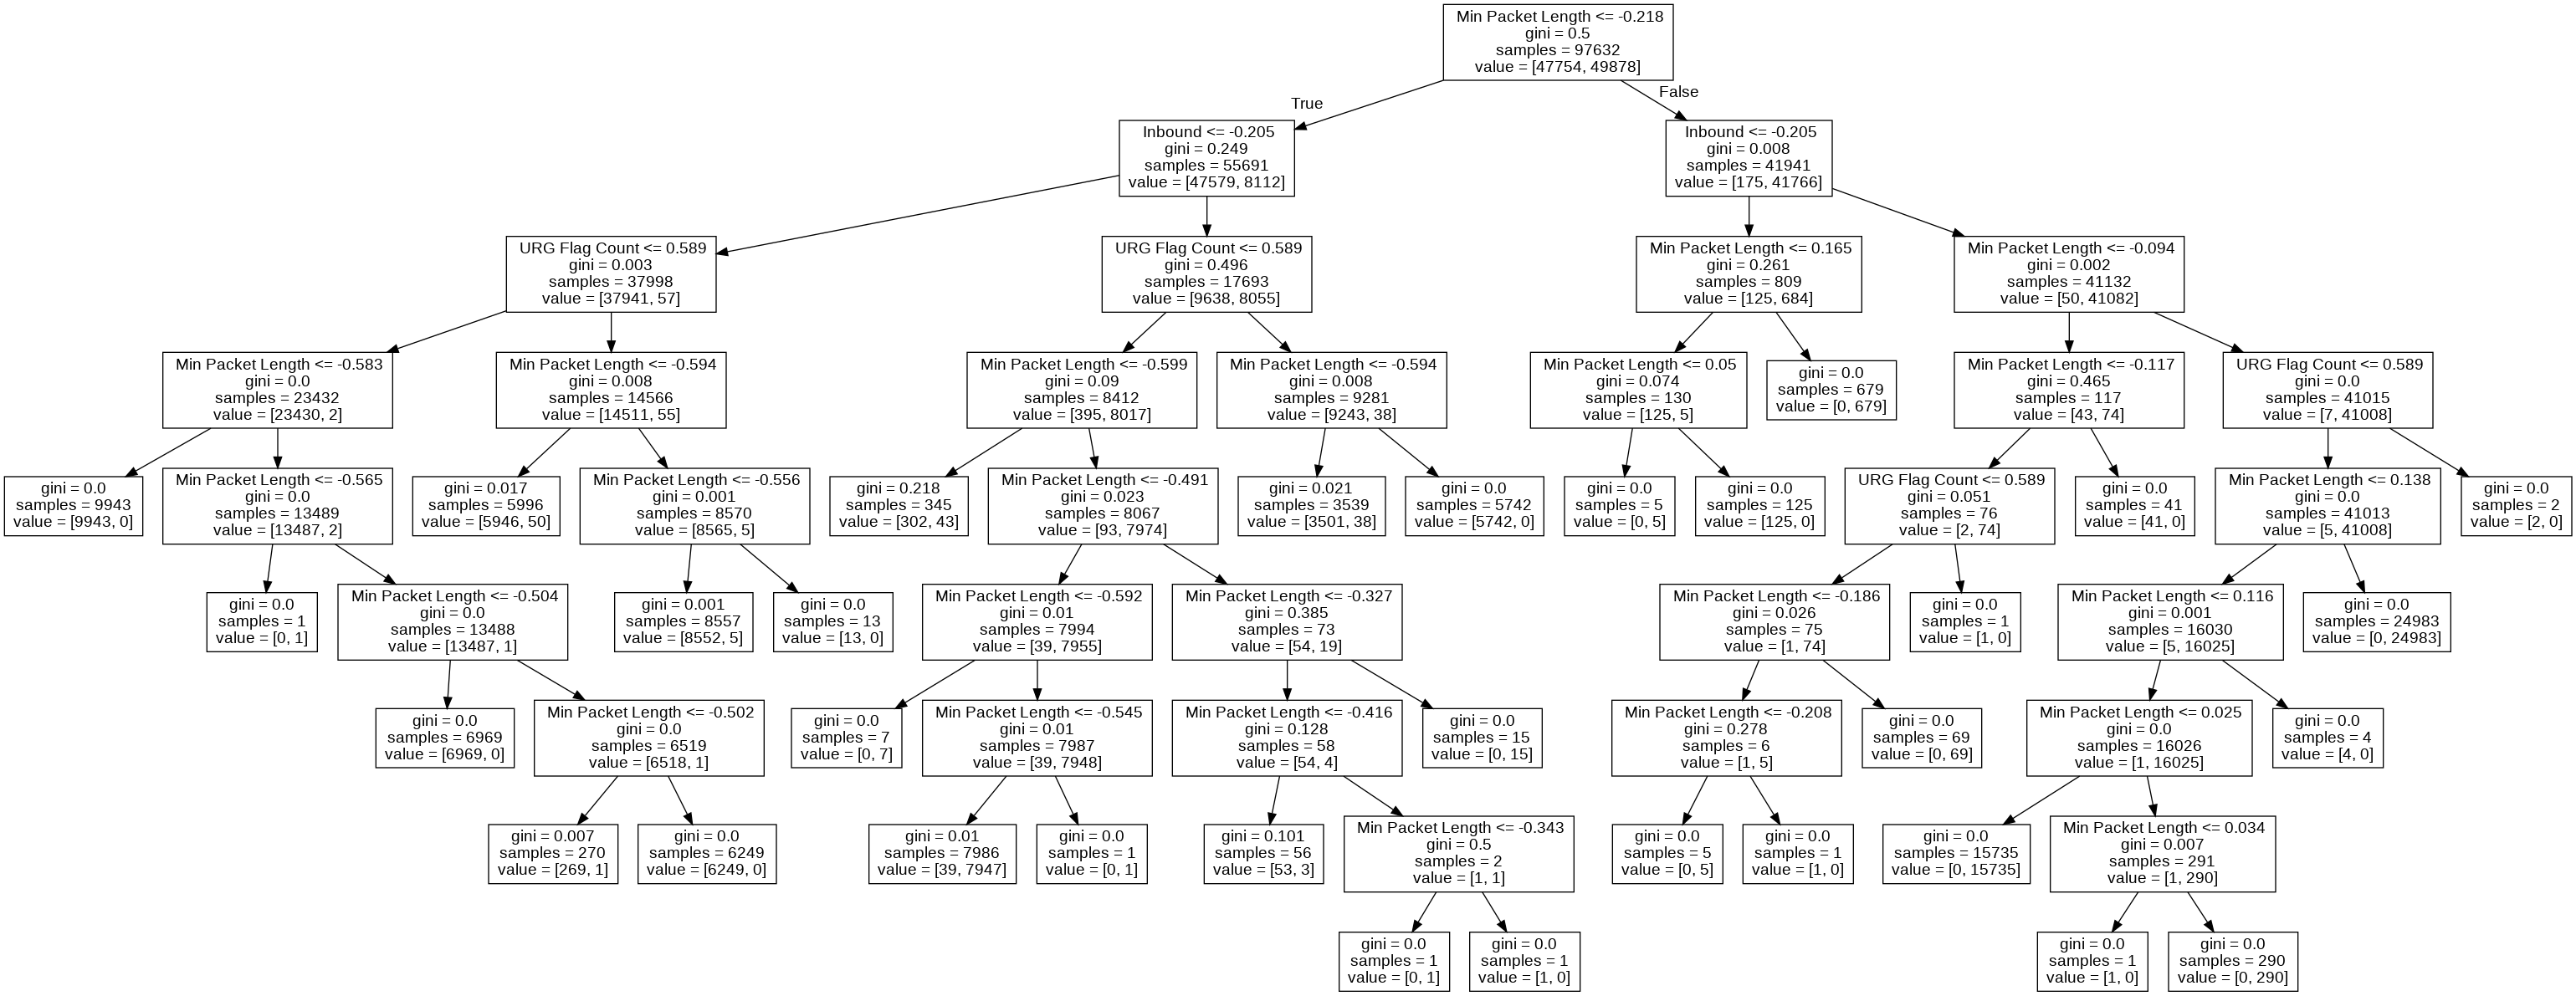 Min Packet Length <= -0.218
gini = 0.5
samples = 97632
value = [47754, 49878]
True
False
Inbound <= -0.205
gini = 0.249
samples = 55691
value = [47579, 8112]
Inbound <= -0.205
gini = 0.008
samples = 41941
value = [175, 41766]
URG Flag Count <= 0.589
gini = 0.003
samples = 37998
value = [37941, 57]
URG Flag Count <= 0.589
gini = 0.496
samples = 17693
value = [9638, 8055]
Min Packet Length <= 0.165
gini = 0.261
samples = 809
value = [125, 684]
Min Packet Length <= -0.094
gini = 0.002
samples = 41132
value = [50, 41082]
Min Packet Length <= -0.583
gini = 0.0
samples = 23432
value = [23430, 2]
Min Packet Length <= -0.594
gini = 0.008
samples = 14566
value = [14511, 55]
Min Packet Length <= -0.599
gini = 0.09
samples = 8412
value = [395, 8017]
Min Packet Length <= -0.594
gini = 0.008
samples = 9281
value = [9243, 38]
Min Packet Length <= 0.05
gini = 0.074
samples = 130
value = [125, 5]
gini = 0.0
samples = 679
value = [0, 679]
Min Packet Length <= -0.117
gini = 0.465
samples = 117
value = [43, 74]
URG Flag Count <= 0.589
gini = 0.0
samples = 41015
value = [7, 41008]
gini = 0.0
samples = 9943
value = [9943, 0]
Min Packet Length <= -0.565
gini = 0.0
samples = 13489
value = [13487, 2]
gini = 0.017
samples = 5996
value = [5946, 50]
Min Packet Length <= -0.556
gini = 0.001
samples = 8570
value = [8565, 5]
gini = 0.218
samples = 345
value = [302, 43]
Min Packet Length <= -0.491
gini = 0.023
samples = 8067
value = [93, 7974]
gini = 0.021
samples = 3539
value = [3501, 38]
gini = 0.0
samples = 5742
value = [5742, 0]
gini = 0.0
samples = 5
value = [0, 5]
gini = 0.0
samples = 125
value = [125, 0]
URG Flag Count <= 0.589
gini = 0.051
samples = 76
value = [2, 74]
gini = 0.0
samples = 41
value = [41, 0]
Min Packet Length <= 0.138
gini = 0.0
samples = 41013
value = [5, 41008]
gini = 0.0
samples = 2
value = [2, 0]
gini = 0.0
samples = 1
value = [0, 1]
Min Packet Length <= -0.504
gini = 0.0
samples = 13488
value = [13487, 1]
gini = 0.001
samples = 8557
value = [8552, 5]
gini = 0.0
samples = 13
value = [13, 0]
Min Packet Length <= -0.592
gini = 0.01
samples = 7994
value = [39, 7955]
Min Packet Length <= -0.327
gini = 0.385
samples = 73
value = [54, 19]
Min Packet Length <= -0.186
gini = 0.026
samples = 75
value = [1, 74]
gini = 0.0
samples = 1
value = [1, 0]
Min Packet Length <= 0.116
gini = 0.001
samples = 16030
value = [5, 16025]
gini = 0.0
samples = 24983
value = [0, 24983]
gini = 0.0
samples = 6969
value = [6969, 0]
Min Packet Length <= -0.502
gini = 0.0
samples = 6519
value = [6518, 1]
gini = 0.0
samples = 7
value = [0, 7]
Min Packet Length <= -0.545
gini = 0.01
samples = 7987
value = [39, 7948]
Min Packet Length <= -0.416
gini = 0.128
samples = 58
value = [54, 4]
gini = 0.0
samples = 15
value = [0, 15]
Min Packet Length <= -0.208
gini = 0.278
samples = 6
value = [1, 5]
gini = 0.0
samples = 69
value = [0, 69]
Min Packet Length <= 0.025
gini = 0.0
samples = 16026
value = [1, 16025]
gini = 0.0
samples = 4
value = [4, 0]
gini = 0.007
samples = 270
value = [269, 1]
gini = 0.0
samples = 6249
value = [6249, 0]
gini = 0.01
samples = 7986
value = [39, 7947]
gini = 0.0
samples = 1
value = [0, 1]
gini = 0.101
samples = 56
value = [53, 3]
Min Packet Length <= -0.343
gini = 0.5
samples = 2
value = [1, 1]
gini = 0.0
samples = 5
value = [0, 5]
gini = 0.0
samples = 1
value = [1, 0]
gini = 0.0
samples = 15735
value = [0, 15735]
Min Packet Length <= 0.034
gini = 0.007
samples = 291
value = [1, 290]
gini = 0.0
samples = 1
value = [0, 1]
gini = 0.0
samples = 1
value = [1, 0]
gini = 0.0
samples = 1
value = [1, 0]
gini = 0.0
samples = 290
value = [0, 290]